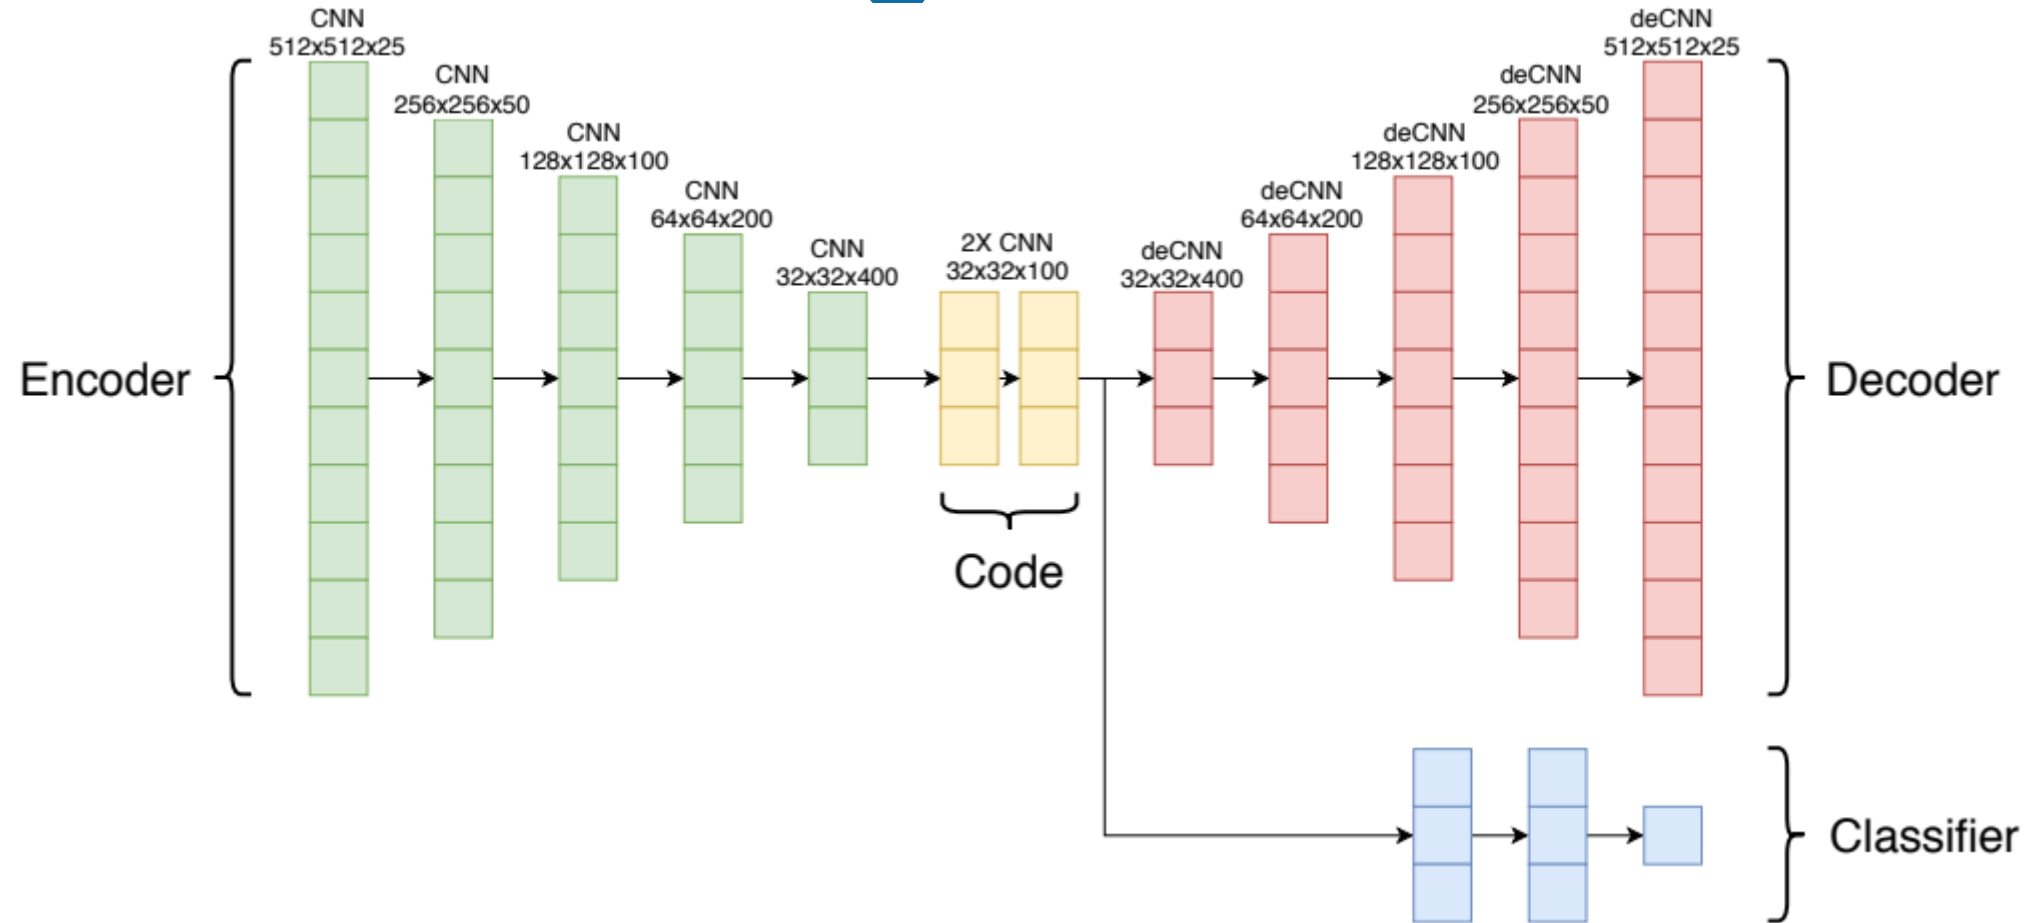 CNN
512x512x25
CNN
256x256x50
CNN
128x128x100
CNN
64x64x200
CNN
32x32x400
2X CNN
32x32x100
deCNN
32x32x400
deCNN
64x64x200
deCNN
128x128x100
deCNN
256x256x50
deCNN
512x512x25
Encoder
Decoder
Code
Classifier